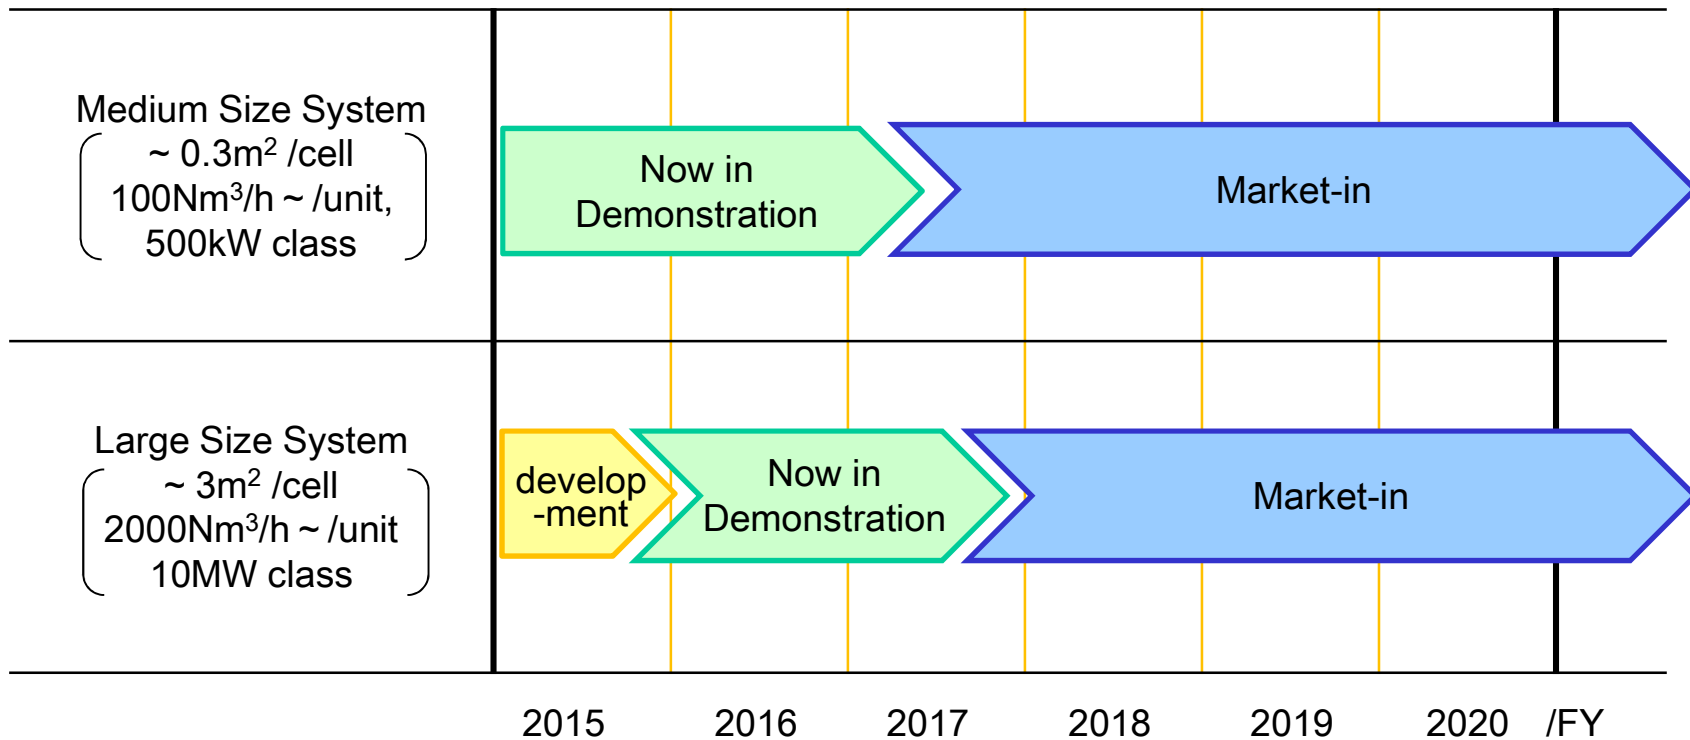 Medium Size System
~ 0.3m² /cell
100Nm³/h ~ /unit,
500kW class
Now in
Demonstration
Market-in
Large Size System
~ 3m² /cell
2000Nm³/h ~ /unit
10MW class
develop
-ment
Now in
Demonstration
Market-in
2015 2016 2017 2018 2019 2020 /FY